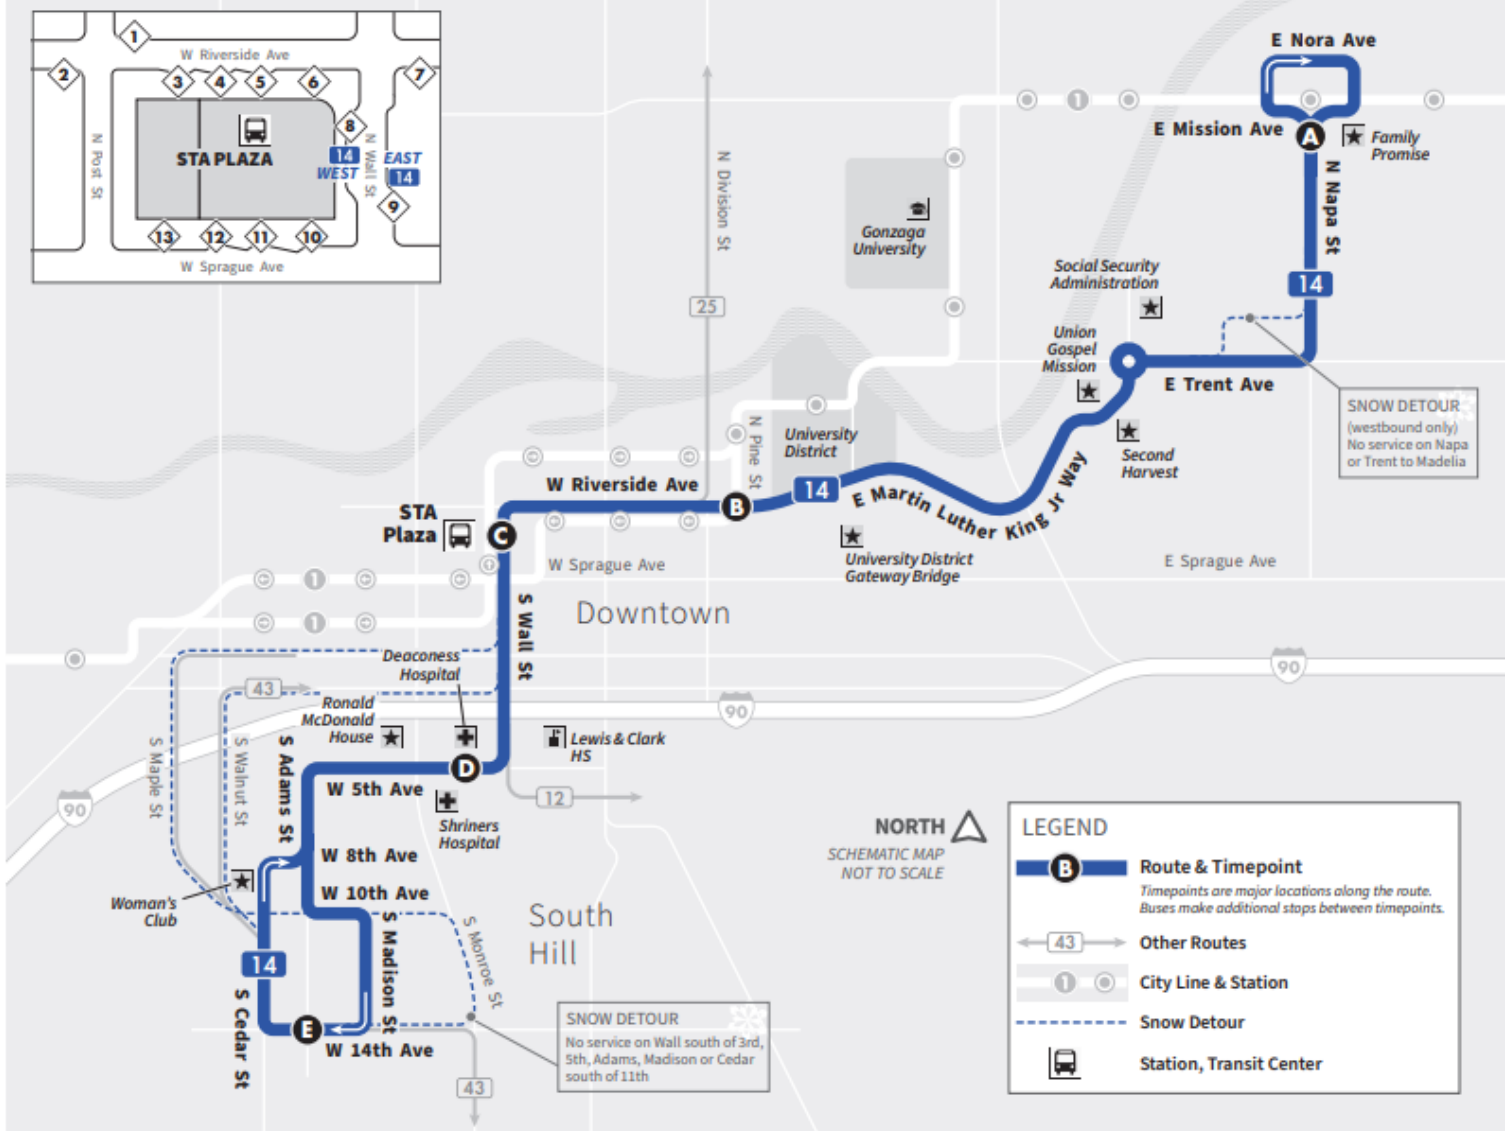 1
W Riverside Ave
2
3
4
5
6
7
8
STA PLAZA
14
WEST
EAST
14
N Post St
N Wall St
9
13
12
11
10
W Sprague Ave
E Nora Ave
1
E Mission Ave
A
Family
Promise
N Napa St
N Division St
Gonzaga
University
Social Security
Administration
14
25
Union
Gospel
Mission
E Trent Ave
SNOW DETOUR
(westbound only)
No service on Napa
or Trent to Madelia
N Pine St
University
District
Second
Harvest
W Riverside Ave
14
B
E Martin Luther King Jr Way
STA
Plaza
C
W Sprague Ave
University District
Gateway Bridge
E Sprague Ave
1
1
Downtown
S Wall St
Deaconess
Hospital
90
43
Ronald
McDonald
House
90
Lewis & Clark
HS
S Maple St
S Walnut St
S Adams St
D
W 5th Ave
12
90
Shriners
Hospital
NORTH
SCHEMATIC MAP
NOT TO SCALE
W 8th Ave
W 10th Ave
Woman's
Club
South
Hill
S Madison St
S Monroe St
14
S Cedar St
E
W 14th Ave
43
SNOW DETOUR
No service on Wall south of 3rd,
5th, Adams, Madison or Cedar
south of 11th
LEGEND
B
Route & Timepoint
Timepoints are major locations along the route.
Buses make additional stops between timepoints.
43
Other Routes
1
City Line & Station
Snow Detour
Station, Transit Center